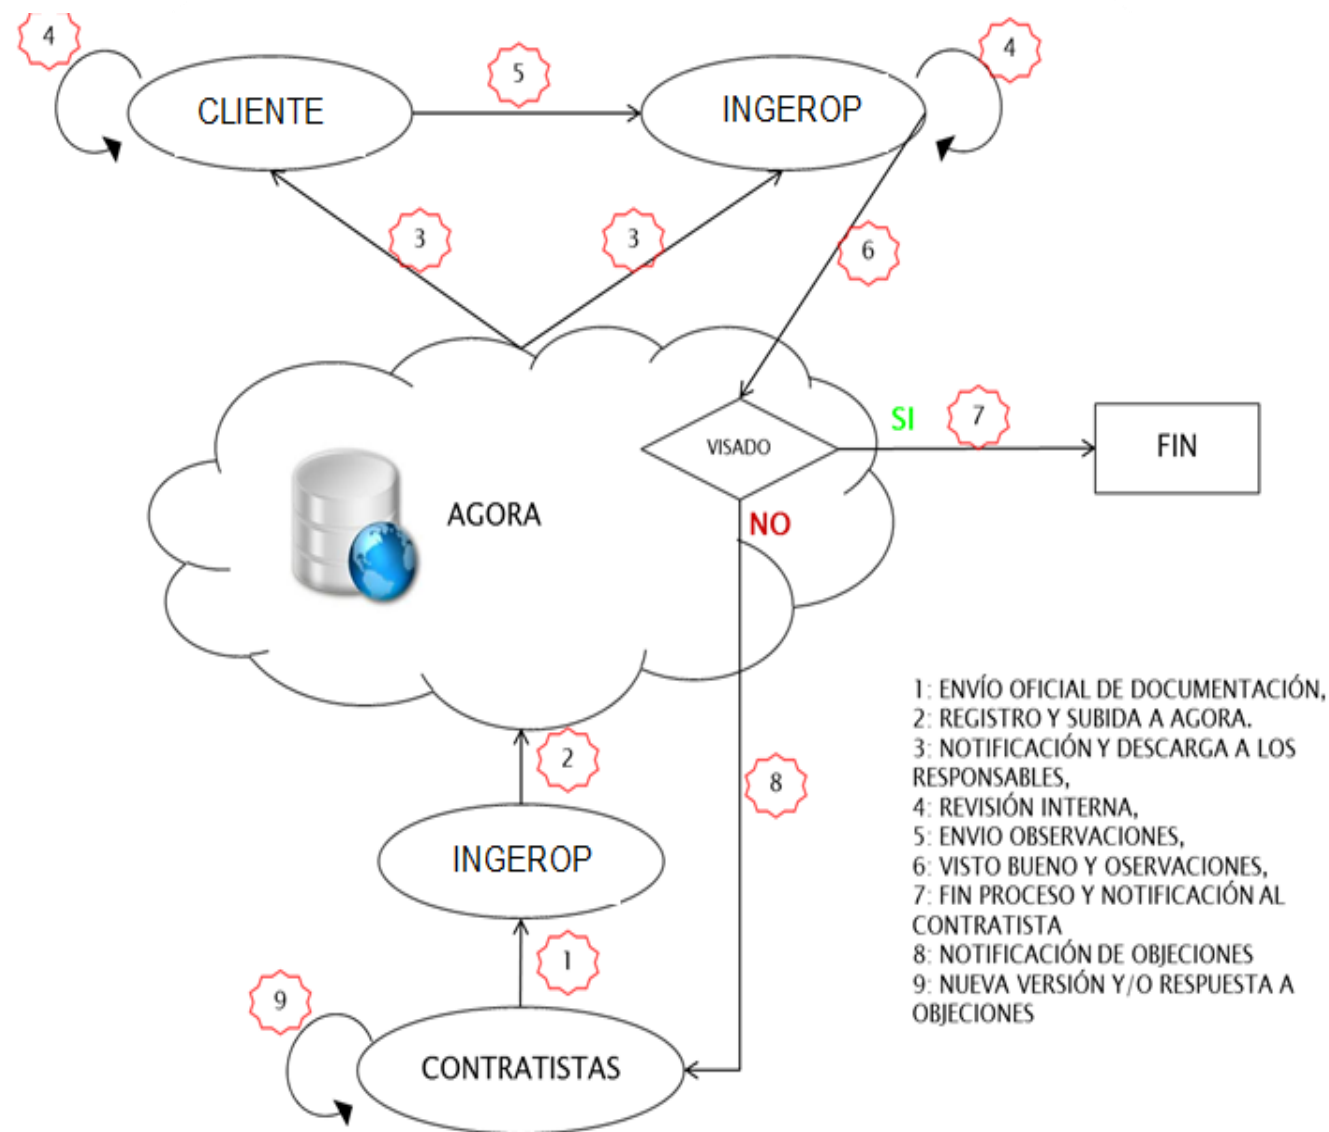 4
4
5
CLIENTE
INGEROP
3
3
6
SI
7
VISADO
FIN
AGORA
NO
1: ENVÍO OFICIAL DE DOCUMENTACIÓN,
2: REGISTRO Y SUBIDA A AGORA.
3: NOTIFICACIÓN Y DESCARGA A LOS
RESPONSABLES,
4: REVISIÓN INTERNA,
5: ENVIO OBSERVACIONES,
6: VISTO BUENO Y OSERVACIONES,
7: FIN PROCESO Y NOTIFICACIÓN AL
CONTRATISTA
8: NOTIFICACIÓN DE OBJECIONES
9: NUEVA VERSIÓN Y/O RESPUESTA A
OBJECIONES
2
8
INGEROP
1
9
CONTRATISTAS